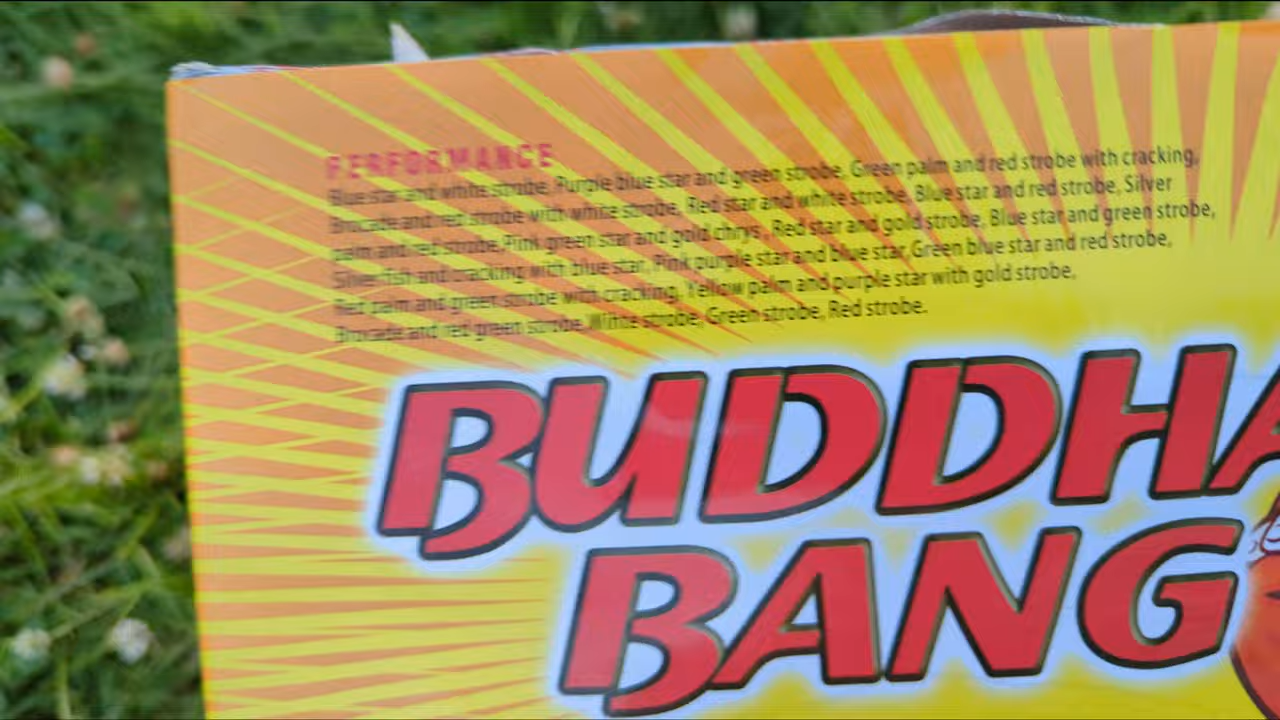 PERFORMANCE
Blue star and white strobe, Purple blue star and green strobe, Green palm and red strobe with cracking,
Brocade and red strobe with white strobe, Red star and white strobe, Blue star and red strobe, Silver
palm and red strobe, Pink green star and gold chrys, Red star and gold strobe, Blue star and green strobe,
Silver fish and cracking with blue star, Pink purple star and blue star, Green blue star and red strobe,
Red palm and green strobe with cracking, Yellow palm and purple star with gold strobe,
Brocade and red green strobe, White strobe, Green strobe, Red strobe.
BUDDHA
BANG